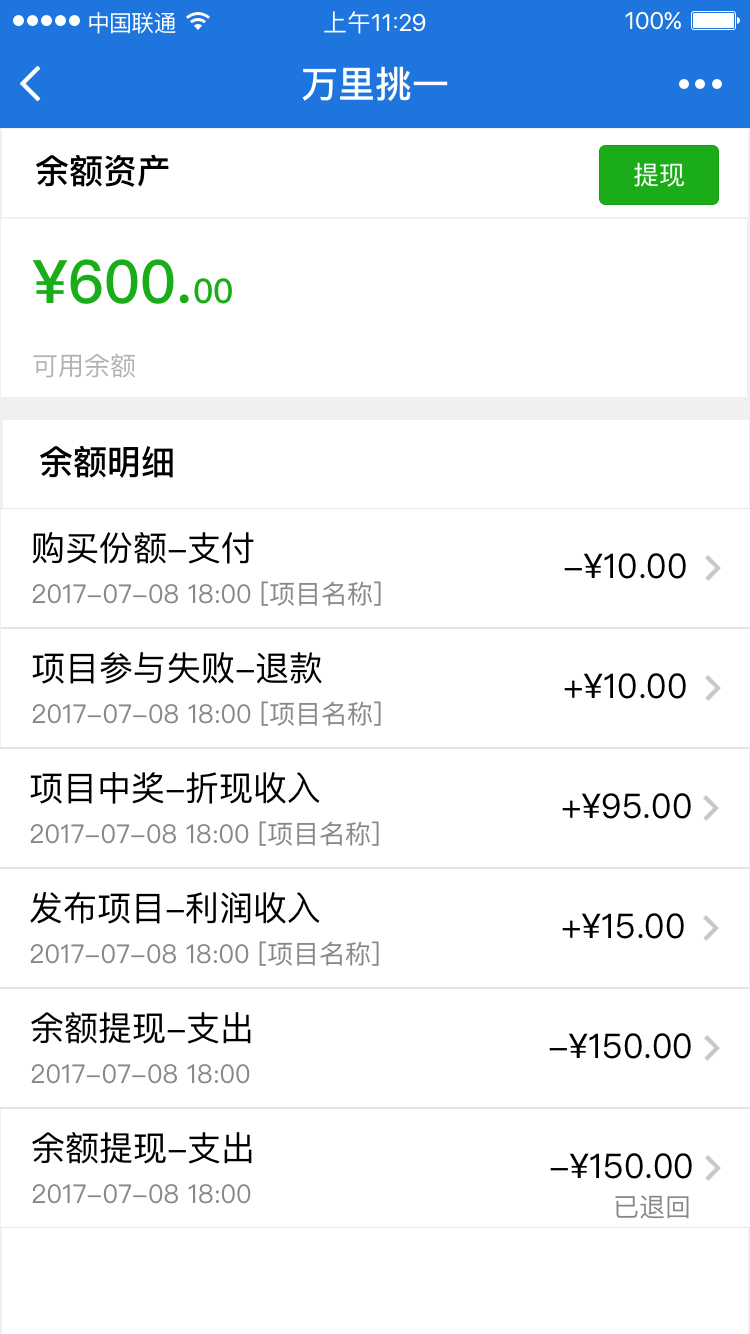 中国联通 上午11:29 100%
万里挑一
余额资产 提现
¥600.00
可用余额
余额明细
购买份额–支付
–¥10.00
2017–07–08 18:00 [项目名称]
项目参与失败–退款
+¥10.00
2017–07–08 18:00 [项目名称]
项目中奖–折现收入
+¥95.00
2017–07–08 18:00 [项目名称]
发布项目–利润收入
+¥15.00
2017–07–08 18:00 [项目名称]
余额提现–支出
–¥150.00
2017–07–08 18:00
余额提现–支出
–¥150.00
2017–07–08 18:00
已退回